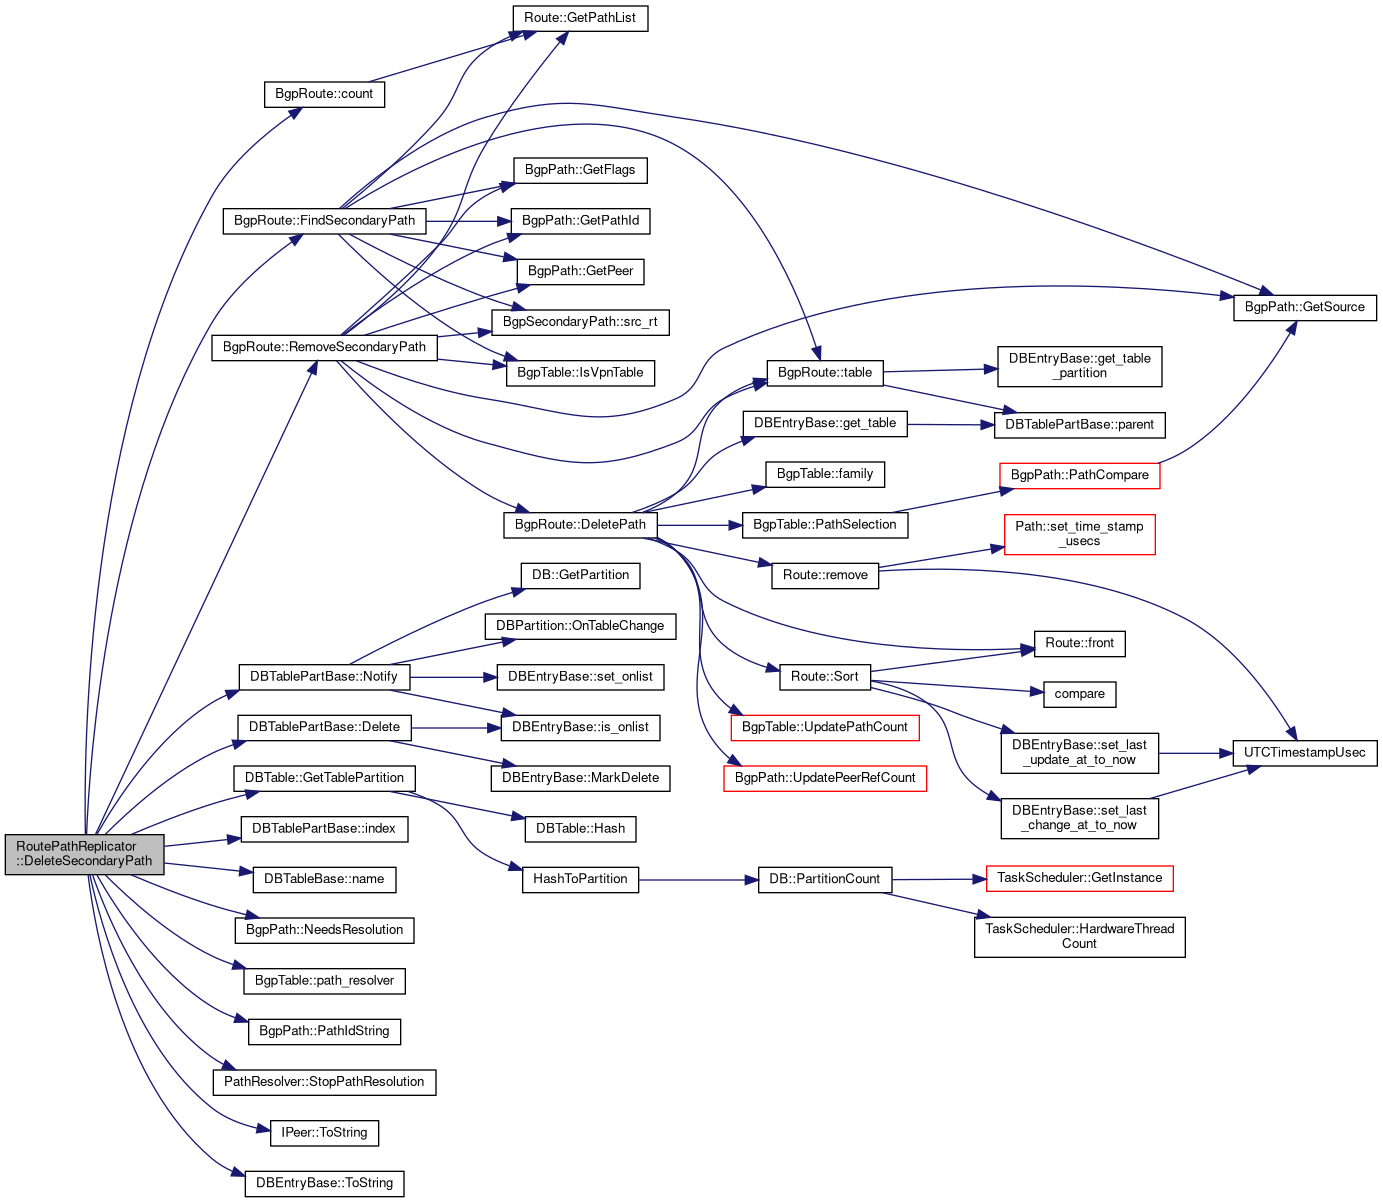 Route::GetPathList
BgpRoute::count
BgpPath::GetFlags
BgpRoute::FindSecondaryPath
BgpPath::GetPathId
BgpPath::GetPeer
BgpPath::GetSource
BgpSecondaryPath::src_rt
BgpRoute::RemoveSecondaryPath
BgpTable::IsVpnTable
BgpRoute::table
DBEntryBase::get_table
_partition
DBEntryBase::get_table
DBTablePartBase::parent
BgpTable::family
BgpPath::PathCompare
BgpRoute::DeletePath
BgpTable::PathSelection
Path::set_time_stamp
_usecs
Route::remove
DB::GetPartition
DBPartition::OnTableChange
Route::front
DBTablePartBase::Notify
DBEntryBase::set_onlist
Route::Sort
compare
DBTablePartBase::Delete
DBEntryBase::is_onlist
BgpTable::UpdatePathCount
DBEntryBase::set_last
_update_at_to_now
UTCTimestampUsec
DBTable::GetTablePartition
DBEntryBase::MarkDelete
BgpPath::UpdatePeerRefCount
DBEntryBase::set_last
_change_at_to_now
DBTablePartBase::index
DBTable::Hash
RoutePathReplicator
::DeleteSecondaryPath
DBTableBase::name
HashToPartition
DB::PartitionCount
TaskScheduler::GetInstance
BgpPath::NeedsResolution
TaskScheduler::HardwareThread
Count
BgpTable::path_resolver
BgpPath::PathIdString
PathResolver::StopPathResolution
IPeer::ToString
DBEntryBase::ToString